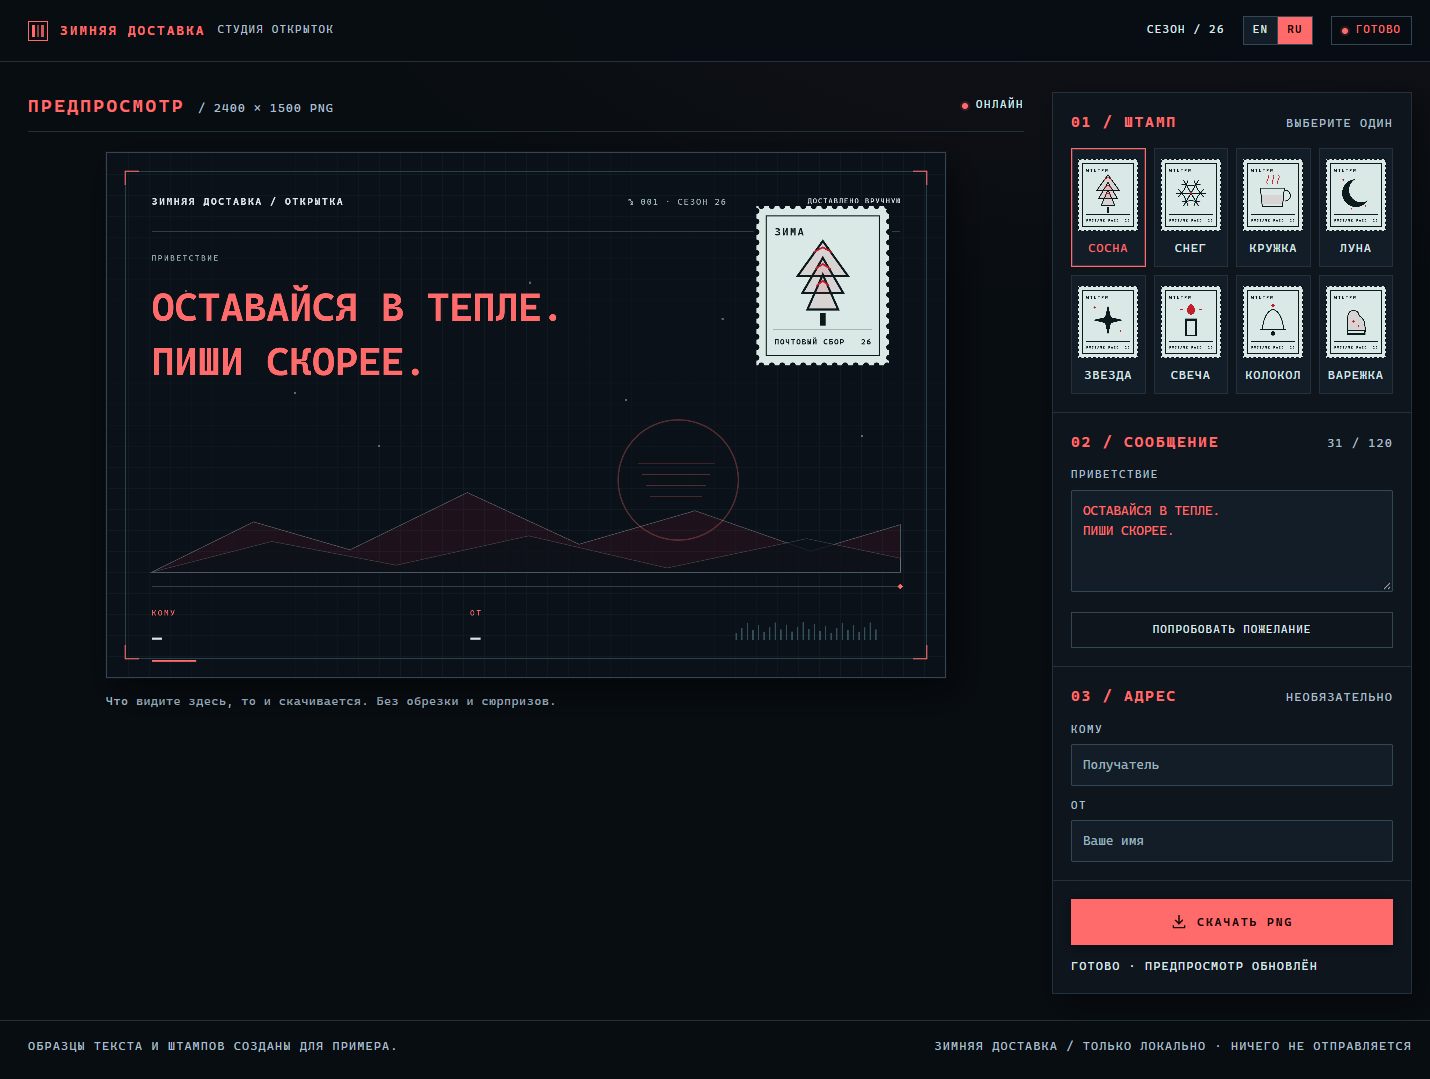 ЗИМНЯЯ ДОСТАВКА СТУДИЯ ОТКРЫТОК
СЕЗОН / 26 EN RU ГОТОВО
ПРЕДПРОСМОТР / 2400 × 1500 PNG
ОНЛАЙН
ЗИМНЯЯ ДОСТАВКА / ОТКРЫТКА
001 · СЕЗОН 26
ДОСТАВЛЕНО ВРУЧНУЮ
ЗИМА
ПОЧТОВЫЙ СБОР 26
ПРИВЕТСТВИЕ
ОСТАВАЙСЯ В ТЕПЛЕ.
ПИШИ СКОРЕЕ.
КОМУ
—
ОТ
—
Что видите здесь, то и скачивается. Без обрезки и сюрпризов.
01 / ШТАМП ВЫБЕРИТЕ ОДИН
СОСНА СНЕГ КРУЖКА ЛУНА
ЗВЕЗДА СВЕЧА КОЛОКОЛ ВАРЕЖКА
02 / СООБЩЕНИЕ 31 / 120
ПРИВЕТСТВИЕ
ОСТАВАЙСЯ В ТЕПЛЕ.
ПИШИ СКОРЕЕ.
ПОПРОБОВАТЬ ПОЖЕЛАНИЕ
03 / АДРЕС НЕОБЯЗАТЕЛЬНО
КОМУ
Получатель
ОТ
Ваше имя
СКАЧАТЬ PNG
ГОТОВО · ПРЕДПРОСМОТР ОБНОВЛЁН
ОБРАЗЦЫ ТЕКСТА И ШТАМПОВ СОЗДАНЫ ДЛЯ ПРИМЕРА.
ЗИМНЯЯ ДОСТАВКА / ТОЛЬКО ЛОКАЛЬНО · НИЧЕГО НЕ ОТПРАВЛЯЕТСЯ